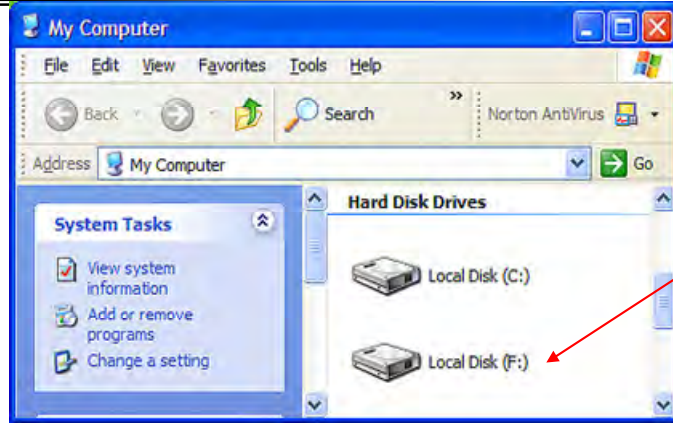 My Computer
File Edit View Favorites Tools Help
Back Search » Norton AntiVirus
Address My Computer Go
System Tasks
View system
information
Add or remove
programs
Change a setting
Hard Disk Drives
Local Disk (C:)
Local Disk (F:)